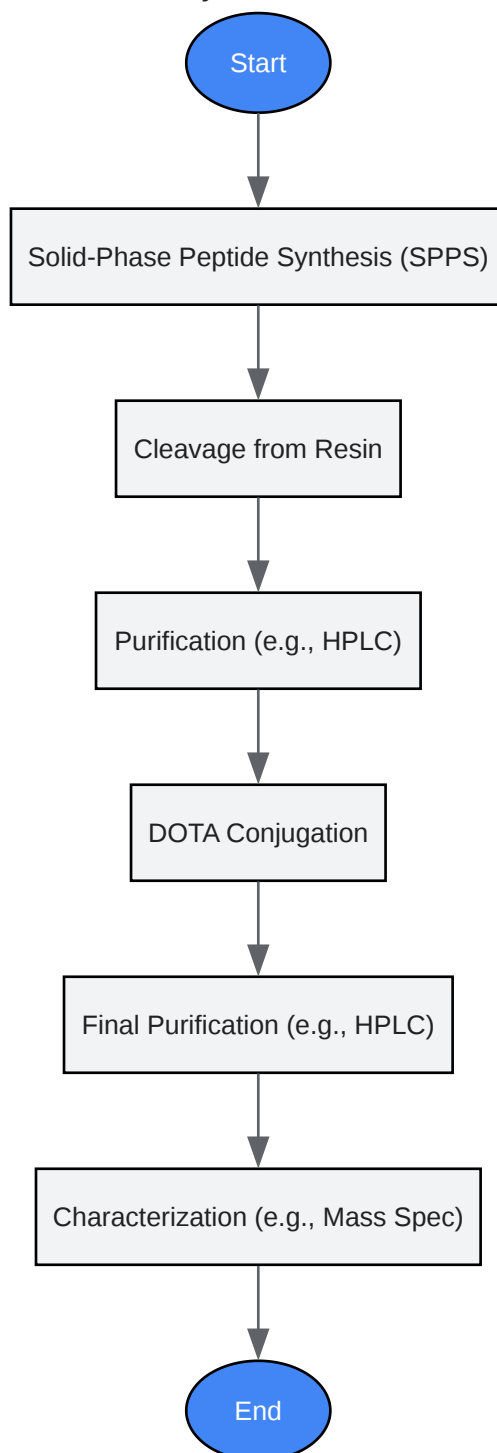 Start
Solid-Phase Peptide Synthesis (SPPS)
Cleavage from Resin
Purification (e.g., HPLC)
DOTA Conjugation
Final Purification (e.g., HPLC)
Characterization (e.g., Mass Spec)
End